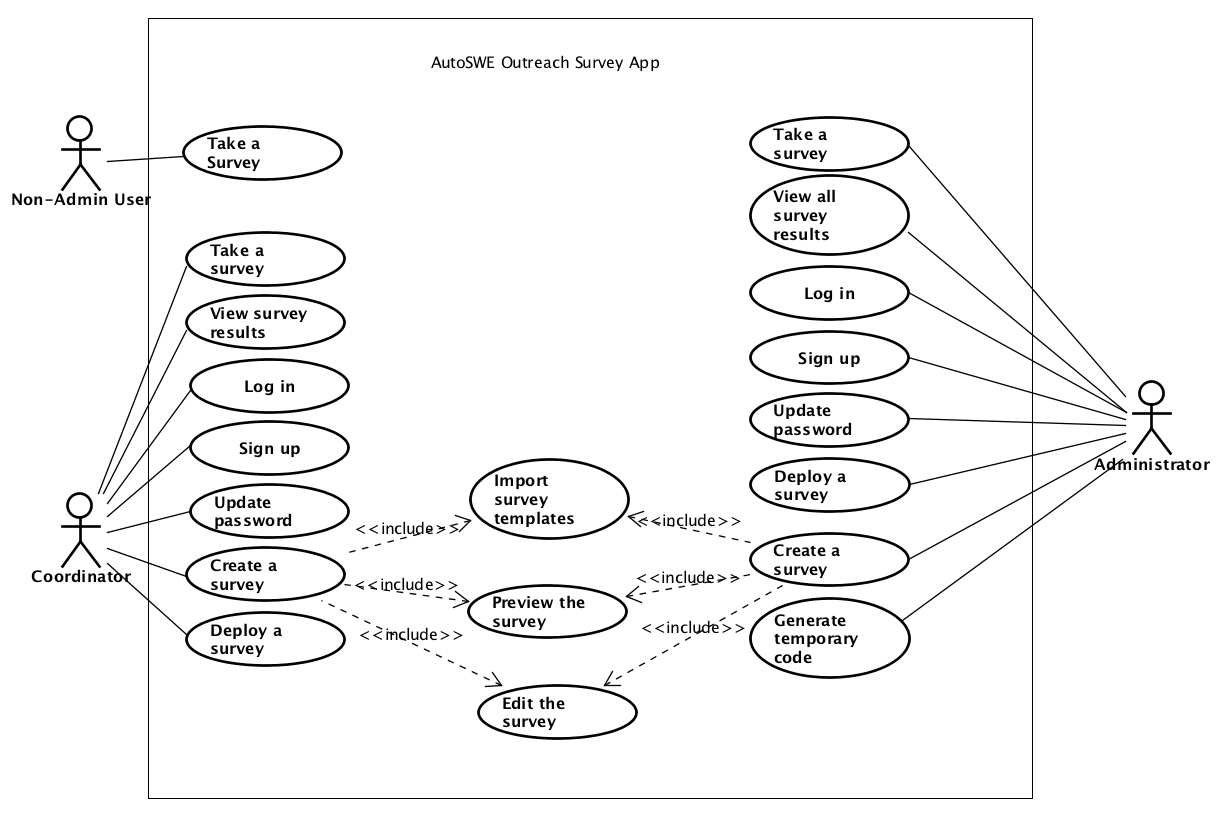 AutoSWE Outreach Survey App
Non-Admin User
Take a
Survey
Take a
survey
View survey
results
Log in
Sign up
Update
password
Create a
survey
Deploy a
survey
Coordinator
<<include>>
<<include>>
<<include>>
Import
survey
templates
Preview the
survey
Edit the
survey
<<include>>
<<include>>
<<include>>
Take a
survey
View all
survey
results
Log in
Sign up
Update
password
Deploy a
survey
Create a
survey
Generate
temporary
code
Administrator